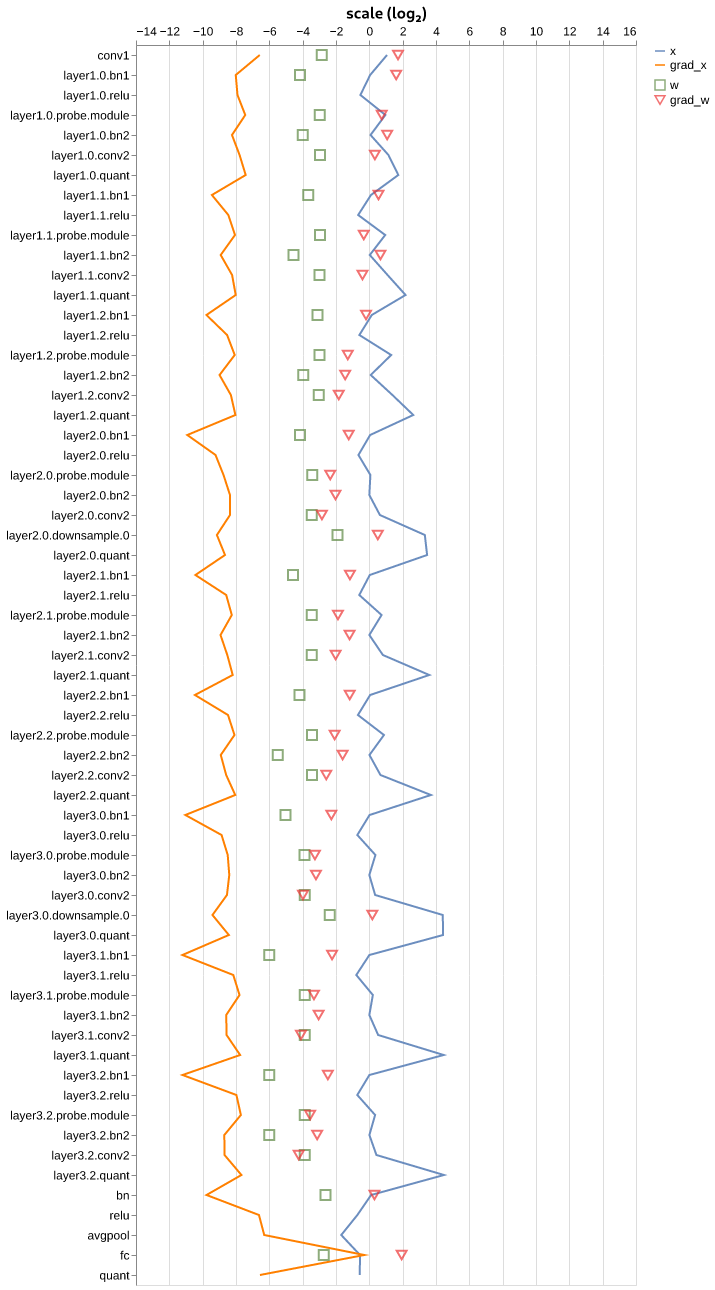 scale (log₂)
−14 −12 −10 −8 −6 −4 −2 0 2 4 6 8 10 12 14 16
conv1
layer1.0.bn1
layer1.0.relu
layer1.0.probe.module
layer1.0.bn2
layer1.0.conv2
layer1.0.quant
layer1.1.bn1
layer1.1.relu
layer1.1.probe.module
layer1.1.bn2
layer1.1.conv2
layer1.1.quant
layer1.2.bn1
layer1.2.relu
layer1.2.probe.module
layer1.2.bn2
layer1.2.conv2
layer1.2.quant
layer2.0.bn1
layer2.0.relu
layer2.0.probe.module
layer2.0.bn2
layer2.0.conv2
layer2.0.downsample.0
layer2.0.quant
layer2.1.bn1
layer2.1.relu
layer2.1.probe.module
layer2.1.bn2
layer2.1.conv2
layer2.1.quant
layer2.2.bn1
layer2.2.relu
layer2.2.probe.module
layer2.2.bn2
layer2.2.conv2
layer2.2.quant
layer3.0.bn1
layer3.0.relu
layer3.0.probe.module
layer3.0.bn2
layer3.0.conv2
layer3.0.downsample.0
layer3.0.quant
layer3.1.bn1
layer3.1.relu
layer3.1.probe.module
layer3.1.bn2
layer3.1.conv2
layer3.1.quant
layer3.2.bn1
layer3.2.relu
layer3.2.probe.module
layer3.2.bn2
layer3.2.conv2
layer3.2.quant
bn
relu
avgpool
fc
quant
x
grad_x
w
grad_w